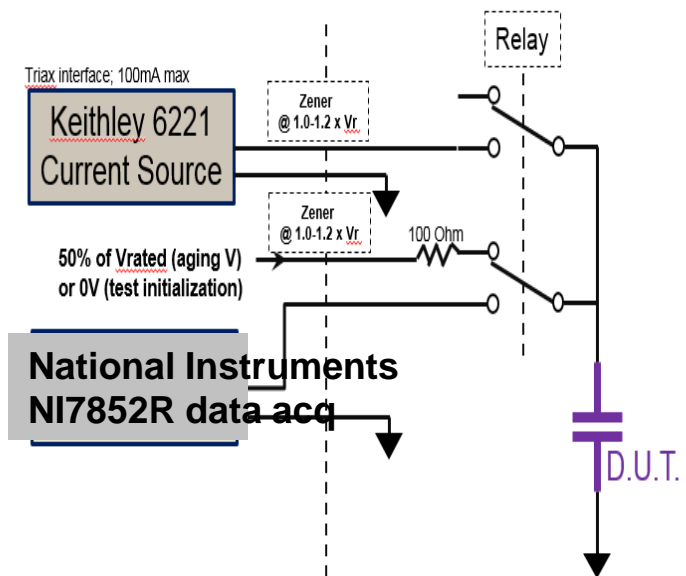 Relay
Triax interface; 100mA max
Keithley 6221
Current Source
Zener
@ 1.0-1.2 x Vr
Zener
@ 1.0-1.2 x Vr
100 Ohm
50% of Vrated (aging V)
or 0V (test initialization)
National Instruments
NI7852R data acq
D.U.T.